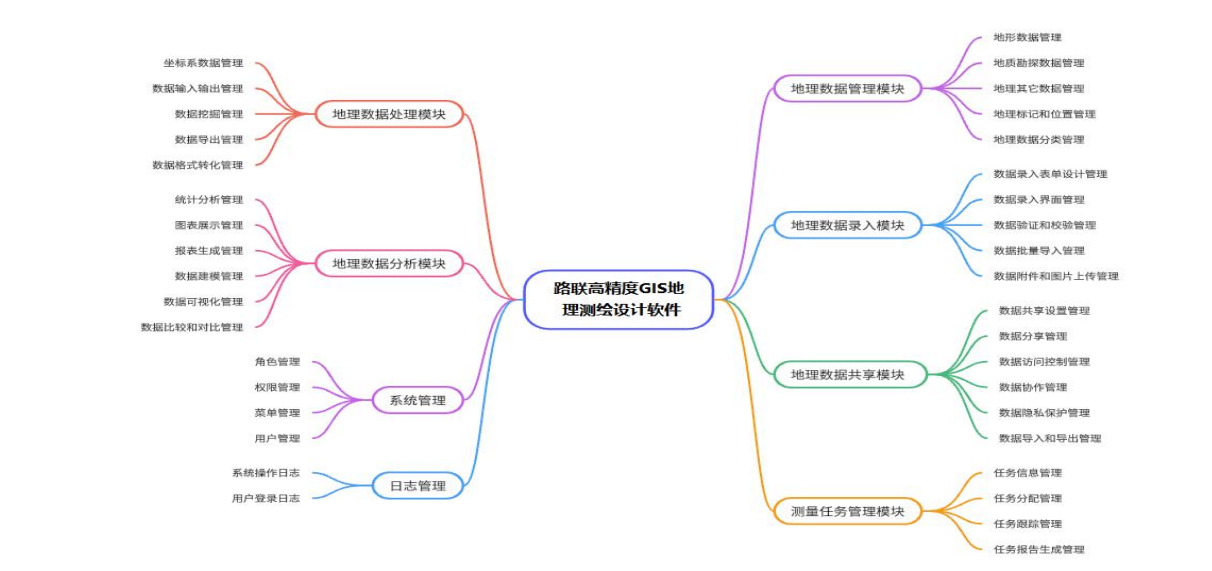 路联高精度GIS地
理测绘设计软件
地理数据处理模块
坐标系数据管理
数据输入输出管理
数据挖掘管理
数据导出管理
数据格式转化管理
地理数据分析模块
统计分析管理
图表展示管理
报表生成管理
数据建模管理
数据可视化管理
数据比较和对比管理
系统管理
角色管理
权限管理
菜单管理
用户管理
日志管理
系统操作日志
用户登录日志
地理数据管理模块
地形数据管理
地质勘探数据管理
地理其它数据管理
地理标记和位置管理
地理数据分类管理
地理数据录入模块
数据录入表单设计管理
数据录入界面管理
数据验证和校验管理
数据批量导入管理
数据附件和图片上传管理
地理数据共享模块
数据共享设置管理
数据分享管理
数据访问控制管理
数据协作管理
数据隐私保护管理
数据导入和导出管理
测量任务管理模块
任务信息管理
任务分配管理
任务跟踪管理
任务报告生成管理